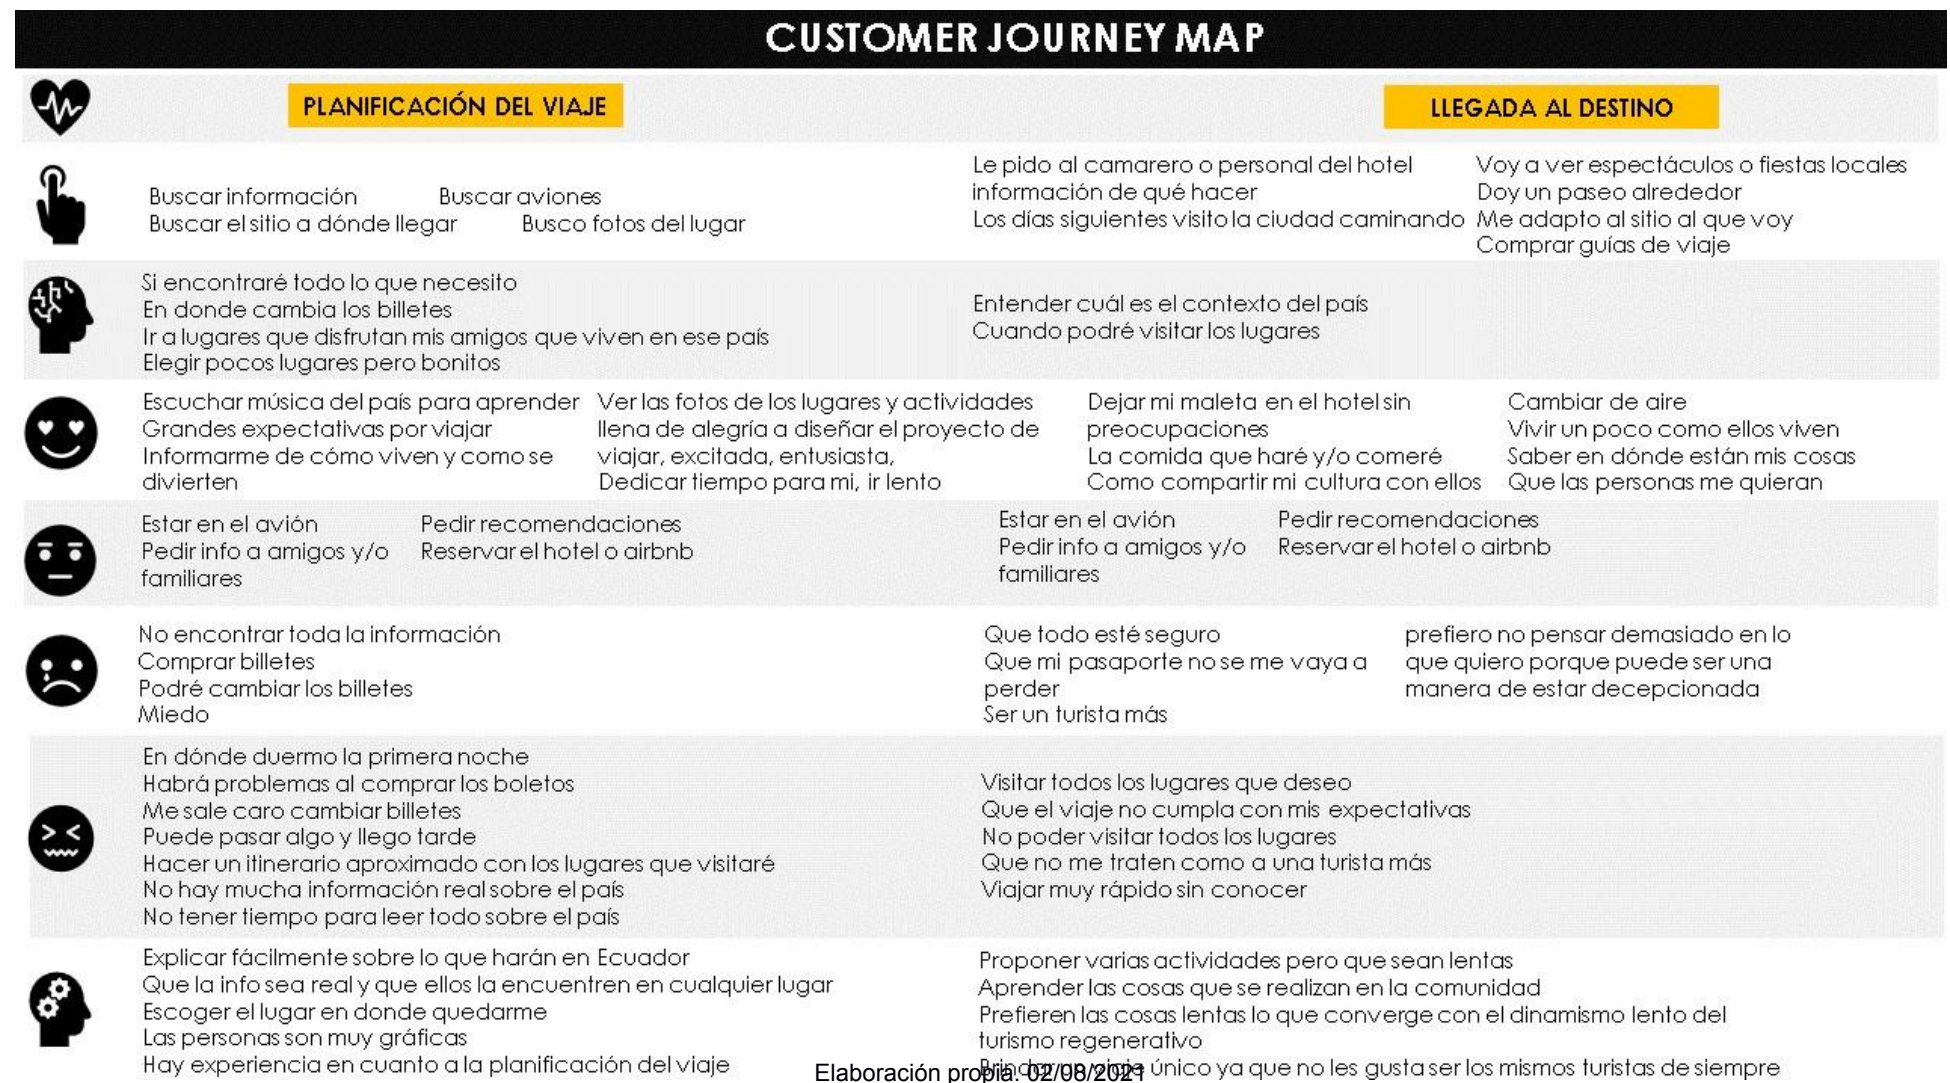 CUSTOMER JOURNEY MAP
PLANIFICACIÓN DEL VIAJE
LLEGADA AL DESTINO
Buscar información
Buscar aviones
Buscar el sitio a dónde llegar
Busco fotos del lugar
Le pido al camarero o personal del hotel
información de qué hacer
Los días siguientes visito la ciudad caminando
Voy a ver espectáculos o fiestas locales
Doy un paseo alrededor
Me adapto al sitio al que voy
Comprar guías de viaje
Si encontraré todo lo que necesito
En donde cambia los billetes
Ir a lugares que disfrutan mis amigos que viven en ese país
Elegir pocos lugares pero bonitos
Entender cuál es el contexto del país
Cuando podré visitar los lugares
Escuchar música del país para aprender
Grandes expectativas por viajar
Informarme de cómo viven y como se
divierten
Ver las fotos de los lugares y actividades
llena de alegría a diseñar el proyecto de
viajar, excitada, entusiasta,
Dedicar tiempo para mi, ir lento
Dejar mi maleta en el hotel sin
preocupaciones
La comida que haré y/o comeré
Como compartir mi cultura con ellos
Cambiar de aire
Vivir un poco como ellos viven
Saber en dónde están mis cosas
Que las personas me quieran
Estar en el avión
Pedir info a amigos y/o
familiares
Pedir recomendaciones
Reservar el hotel o airbnb
Estar en el avión
Pedir info a amigos y/o
familiares
Pedir recomendaciones
Reservar el hotel o airbnb
No encontrar toda la información
Comprar billetes
Podré cambiar los billetes
Miedo
Que todo esté seguro
Que mi pasaporte no se me vaya a
perder
Ser un turista más
prefiero no pensar demasiado en lo
que quiero porque puede ser una
manera de estar decepcionada
En dónde duermo la primera noche
Habrá problemas al comprar los boletos
Me sale caro cambiar billetes
Puede pasar algo y llego tarde
Hacer un itinerario aproximado con los lugares que visitaré
No hay mucha información real sobre el país
No tener tiempo para leer todo sobre el país
Visitar todos los lugares que deseo
Que el viaje no cumpla con mis expectativas
No poder visitar todos los lugares
Que no me traten como a una turista más
Viajar muy rápido sin conocer
Explicar fácilmente sobre lo que harán en Ecuador
Que la info sea real y que ellos la encuentren en cualquier lugar
Escoger el lugar en donde quedarme
Las personas son muy gráficas
Hay experiencia en cuanto a la planificación del viaje
Proponer varias actividades pero que sean lentas
Aprender las cosas que se realizan en la comunidad
Prefieren las cosas lentas lo que converge con el dinamismo lento del
turismo regenerativo
único ya que no les gusta ser los mismos turistas de siempre
Elaboración propia. 02/08/2021